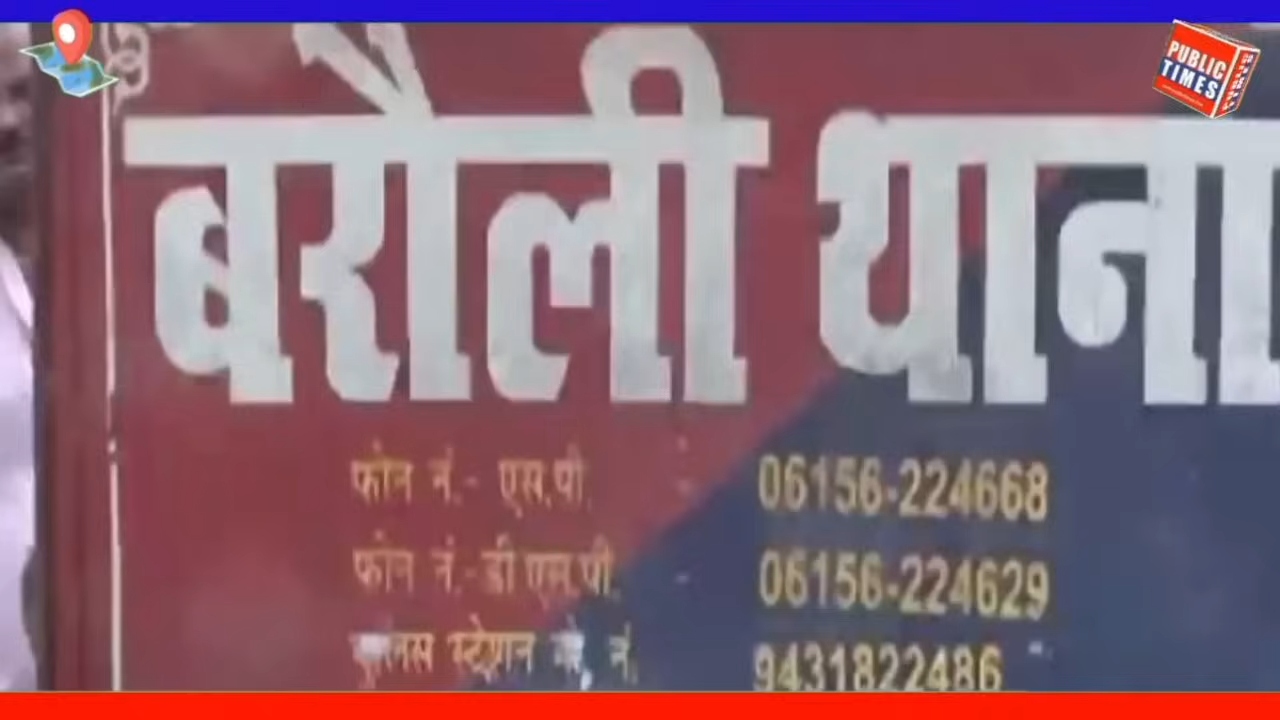 PUBLIC
TIMES
बरौली थाना
फोन नं.- एस.पी. - 06156-224668
फोन नं.-डी.एस.पी. - 06156-224629
स्टेशन नं. 9431822486